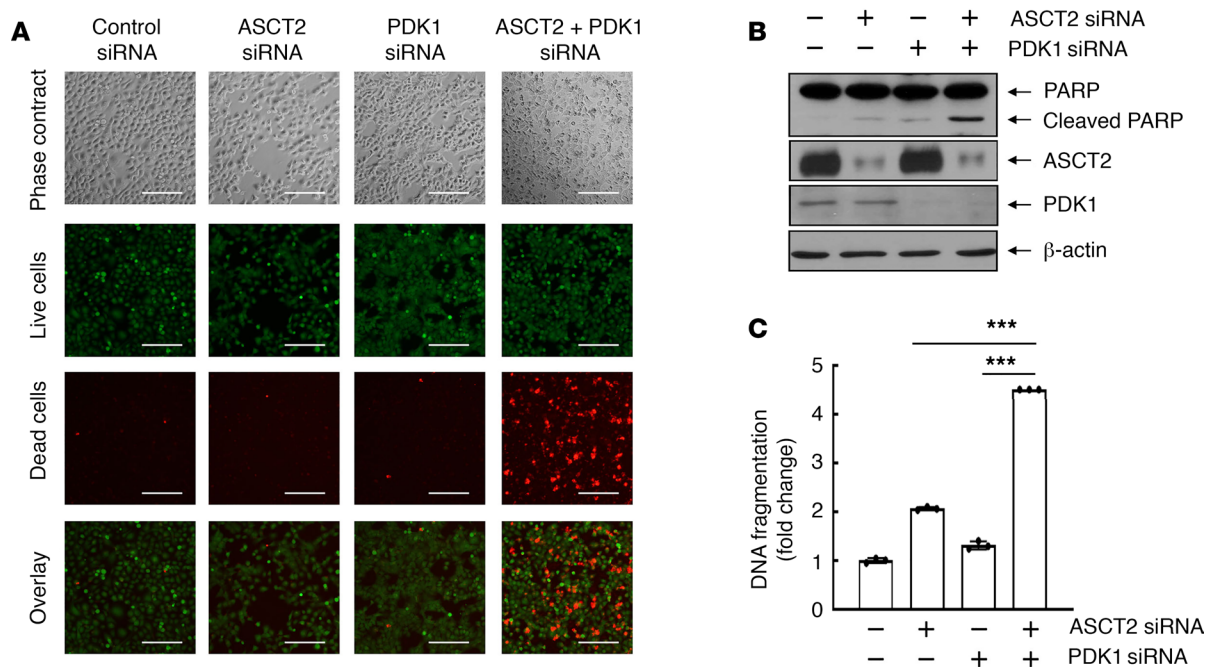 A
Control
siRNA
ASCT2
siRNA
PDK1
siRNA
ASCT2 + PDK1
siRNA
Phase contract
Live cells
Dead cells
Overlay
B
− + − + ASCT2 siRNA
− − + + PDK1 siRNA
← PARP
← Cleaved PARP
← ASCT2
← PDK1
← β-actin
C
***
***
DNA fragmentation
(fold change)
5
4
3
2
1
0
− + − + ASCT2 siRNA
− − + + PDK1 siRNA